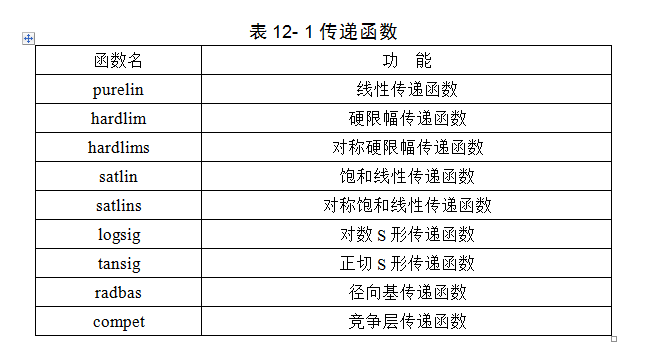 表 12- 1 传递函数
函数名 功 能
purelin 线性传递函数
hardlim 硬限幅传递函数
hardlims 对称硬限幅传递函数
satlin 饱和线性传递函数
satlins 对称饱和线性传递函数
logsig 对数 S 形传递函数
tansig 正切 S 形传递函数
radbas 径向基传递函数
compet 竞争层传递函数